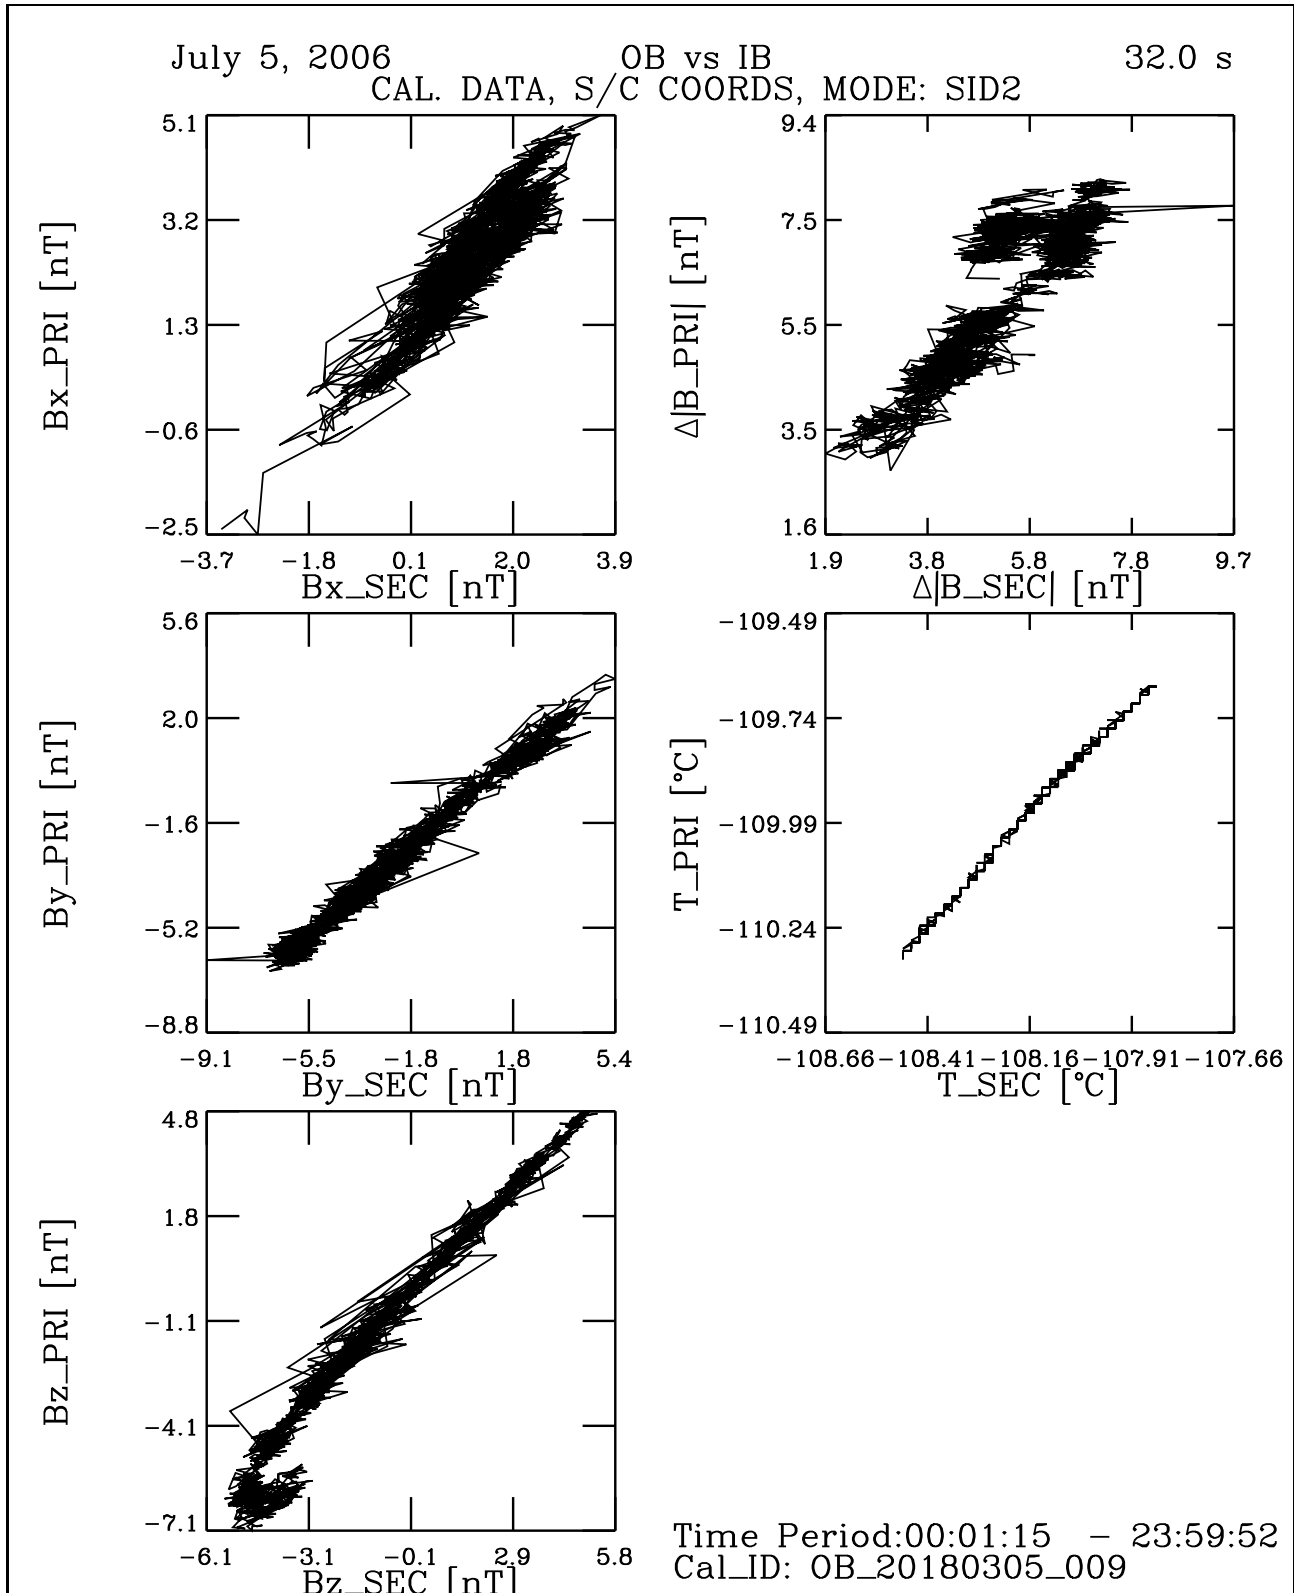 July 5, 2006 OB vs IB 32.0 s
CAL. DATA, S/C COORDS, MODE: SID2
5.1
3.2
1.3
−0.6
−2.5
Bx_PRI [nT]
−3.7 −1.8 0.1 2.0 3.9
Bx_SEC [nT]
9.4
7.5
5.5
3.5
1.6
Δ|B_PRI| [nT]
1.9 3.8 5.8 7.8 9.7
Δ|B_SEC| [nT]
5.6
2.0
−1.6
−5.2
−8.8
By_PRI [nT]
−9.1 −5.5 −1.8 1.8 5.4
By_SEC [nT]
−109.49
−109.74
−109.99
−110.24
−110.49
T_PRI [°C]
−108.66 −108.41 −108.16 −107.91 −107.66
T_SEC [°C]
4.8
1.8
−1.1
−4.1
−7.1
Bz_PRI [nT]
−6.1 −3.1 −0.1 2.9 5.8
Bz_SEC [nT]
Time Period:00:01:15 − 23:59:52
Cal_ID: OB_20180305_009